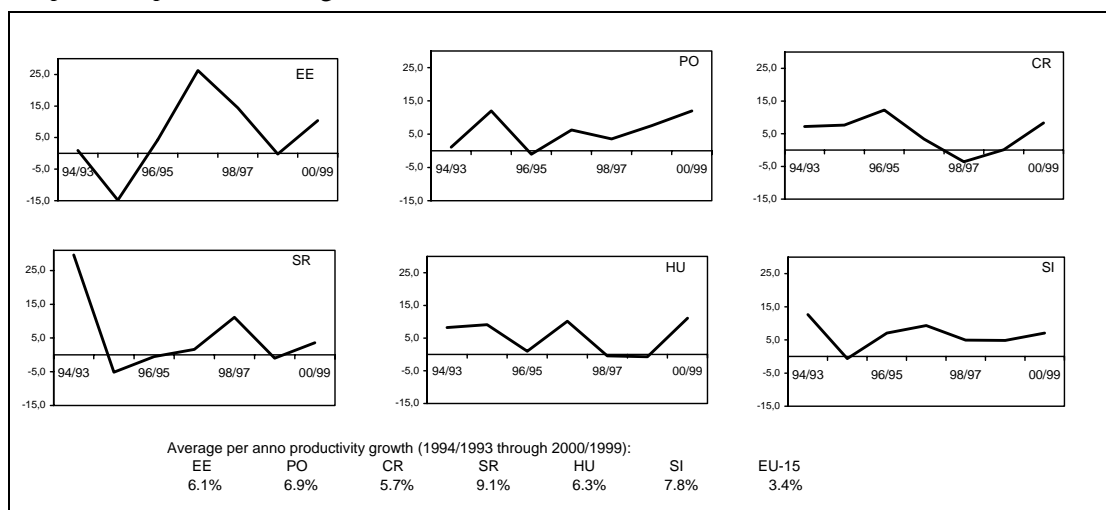 EE
25,0
15,0
5,0
-5,0
-15,0
94/93 96/95 98/97 00/99
PO
25,0
15,0
5,0
-5,0
-15,0
94/93 96/95 98/97 00/99
CR
25,0
15,0
5,0
-5,0
-15,0
94/93 96/95 98/97 00/99
SR
25,0
15,0
5,0
-5,0
-15,0
94/93 96/95 98/97 00/99
HU
25,0
15,0
5,0
-5,0
-15,0
94/93 96/95 98/97 00/99
SI
25,0
15,0
5,0
-5,0
-15,0
94/93 96/95 98/97 00/99
Average per anno productivity growth (1994/1993 through 2000/1999):
EE PO CR SR HU SI EU-15
6.1% 6.9% 5.7% 9.1% 6.3% 7.8% 3.4%